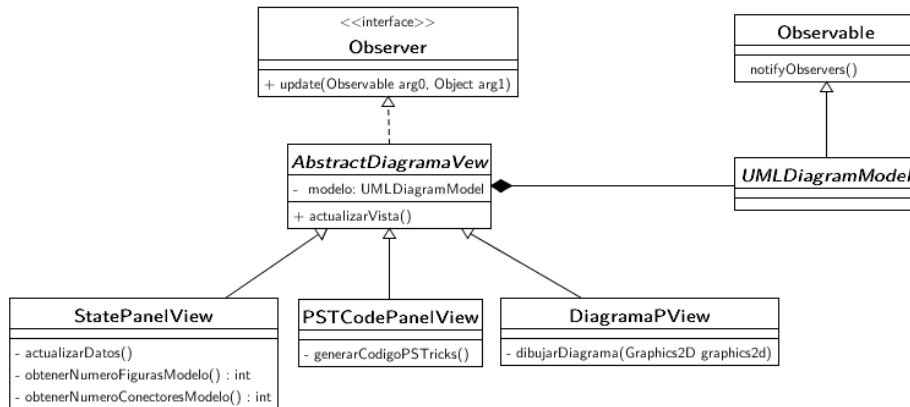 <<interface>>
Observer
+ update(Observable arg0, Object arg1)
Observable
notifyObservers()
AbstractDiagramaVew
- modelo: UMLDiagramModel
+ actualizarVista()
UMLDiagramModel
StatePanelView
- actualizarDatos()
- obtenerNumeroFigurasModelo() : int
- obtenerNumeroConectoresModelo() : int
PSTCodePanelView
- generarCodigoPSTricks()
DiagramaPView
- dibujarDiagrama(Graphics2D graphics2d)